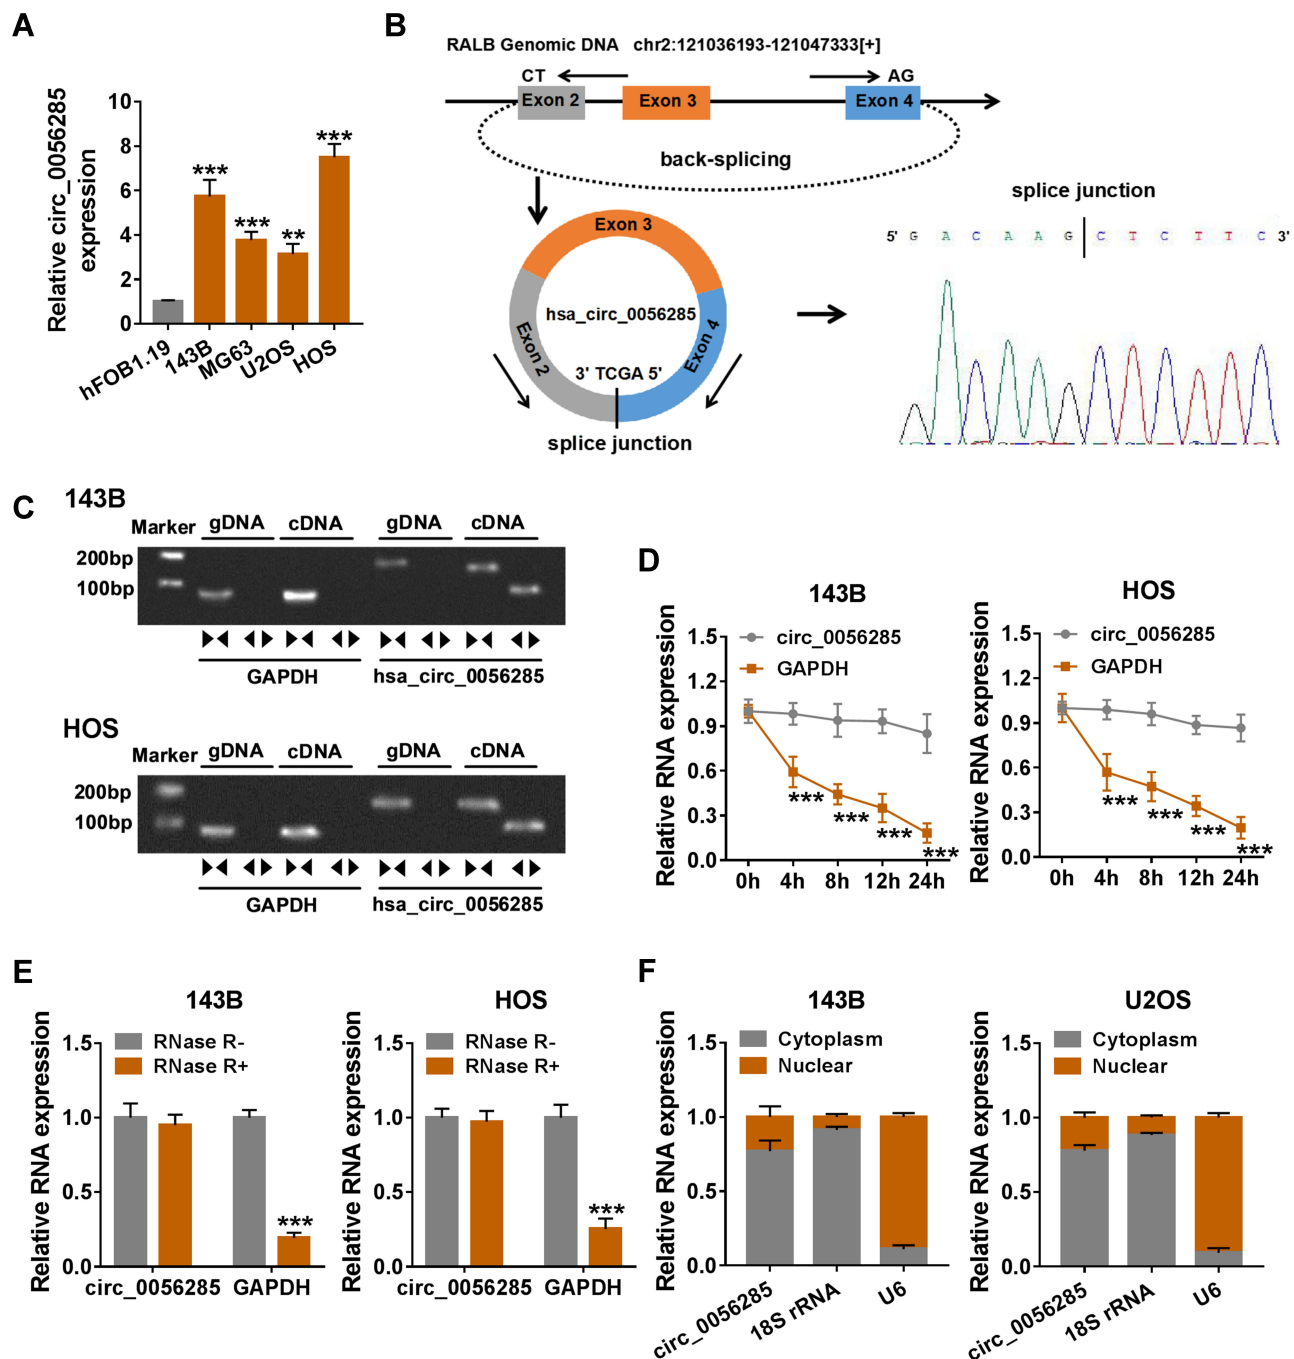 A
Relative circ_0056285
expression
10
8
6
4
2
0
***
***
**
***
hFOB1.19
143B
MG63
U2OS
HOS
B
RALB Genomic DNA chr2:121036193-121047333[+]
CT
AG
Exon 2
Exon 3
Exon 4
back-splicing
Exon 3
hsa_circ_0056285
Exon 2
Exon 4
3' TCGA 5'
splice junction
splice junction
5' G A C A A G C T C T T C 3'
C
143B
Marker
gDNA
cDNA
gDNA
cDNA
200bp
100bp
GAPDH
hsa_circ_0056285
HOS
Marker
gDNA
cDNA
gDNA
cDNA
200bp
100bp
GAPDH
hsa_circ_0056285
D
143B
Relative RNA expression
1.5
1.2
0.9
0.6
0.3
0.0
circ_0056285
GAPDH
***
***
***
***
0h 4h 8h 12h 24h
HOS
Relative RNA expression
1.5
1.2
0.9
0.6
0.3
0.0
circ_0056285
GAPDH
***
***
***
***
0h 4h 8h 12h 24h
E
143B
Relative RNA expression
1.5
1.0
0.5
0.0
RNase R-
RNase R+
***
circ_0056285 GAPDH
HOS
Relative RNA expression
1.5
1.0
0.5
0.0
RNase R-
RNase R+
***
circ_0056285 GAPDH
F
143B
Relative RNA expression
1.5
1.0
0.5
0.0
Cytoplasm
Nuclear
circ_0056285
18S rRNA
U6
U2OS
Relative RNA expression
1.5
1.0
0.5
0.0
Cytoplasm
Nuclear
circ_0056285
18S rRNA
U6